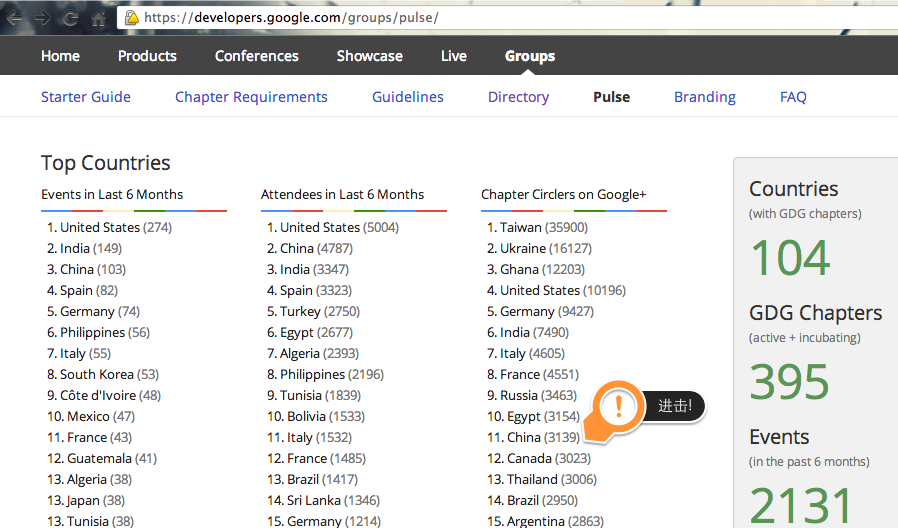 https://developers.google.com/groups/pulse/
Home Products Conferences Showcase Live Groups
Starter Guide Chapter Requirements Guidelines Directory Pulse Branding FAQ
Top Countries
Events in Last 6 Months
1. United States (274)
2. India (149)
3. China (103)
4. Spain (82)
5. Germany (74)
6. Philippines (56)
7. Italy (55)
8. South Korea (53)
9. Côte d'Ivoire (48)
10. Mexico (47)
11. France (43)
12. Guatemala (41)
13. Algeria (38)
13. Japan (38)
13. Tunisia (38)
Attendees in Last 6 Months
1. United States (5004)
2. China (4787)
3. India (3347)
4. Spain (3323)
5. Turkey (2750)
6. Egypt (2677)
7. Algeria (2393)
8. Philippines (2196)
9. Tunisia (1839)
10. Bolivia (1533)
11. Italy (1532)
12. France (1485)
13. Brazil (1417)
14. Sri Lanka (1346)
15. Germany (1214)
Chapter Circlers on Google+
1. Taiwan (35900)
2. Ukraine (16127)
3. Ghana (12203)
4. United States (10196)
5. Germany (9427)
6. India (7490)
7. Italy (4605)
8. France (4551)
9. Russia (3463)
10. Egypt (3154)
11. China (3139)
12. Canada (3023)
13. Thailand (3006)
14. Brazil (2950)
15. Argentina (2863)
! 进击!
Countries
(with GDG chapters)
104
GDG Chapters
(active + incubating)
395
Events
(in the past 6 months)
2131